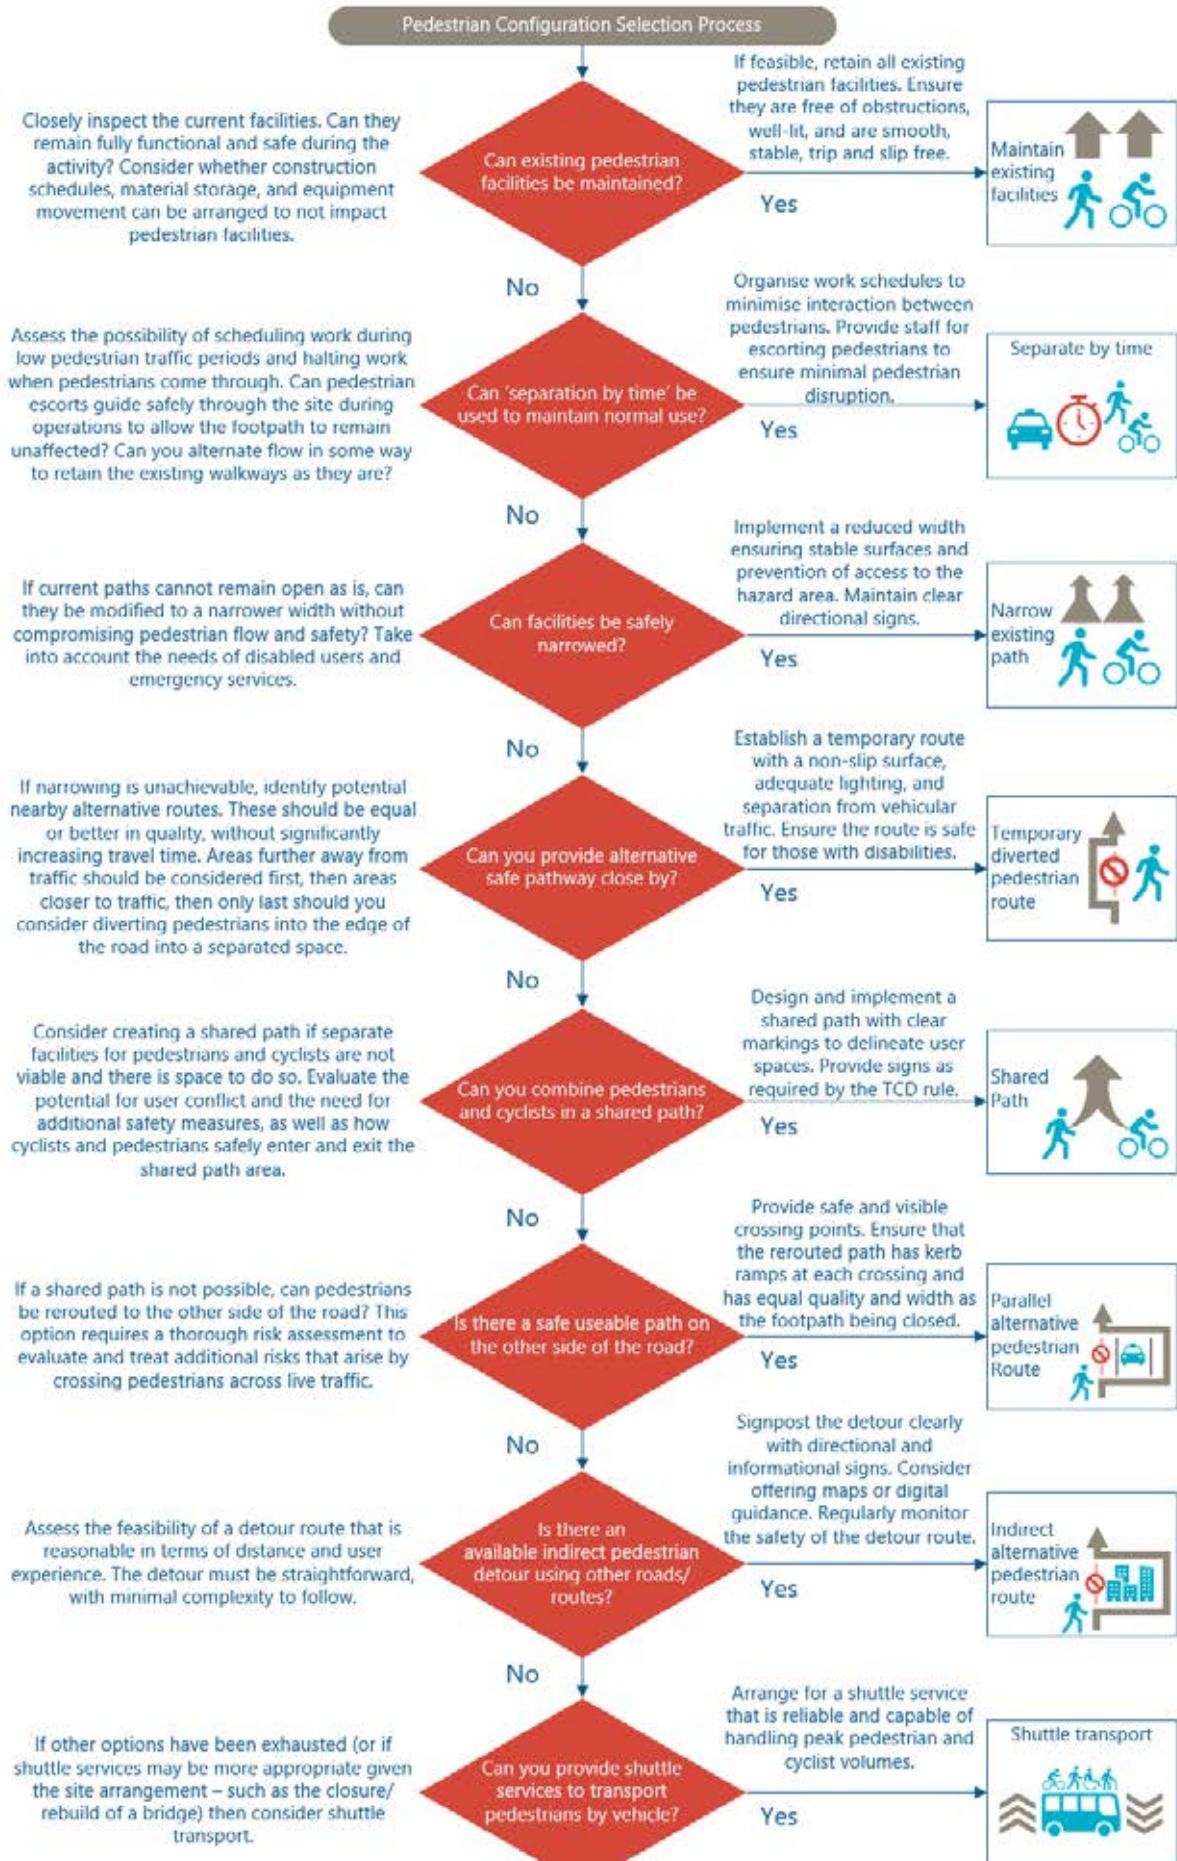 Pedestrian Configuration Selection Process
Closely inspect the current facilities. Can they
remain fully functional and safe during the
activity? Consider whether construction
schedules, material storage, and equipment
movement can be arranged to not impact
pedestrian facilities.
Can existing pedestrian
facilities be maintained?
If feasible, retain all existing
pedestrian facilities. Ensure
they are free of obstructions,
well-lit, and are smooth,
stable, trip and slip free.
Yes
Maintain
existing
facilities
No
Assess the possibility of scheduling work during
low pedestrian traffic periods and halting work
when pedestrians come through. Can pedestrian
escorts guide safely through the site during
operations to allow the footpath to remain
unaffected? Can you alternate flow in some way
to retain the existing walkways as they are?
Can ‘separation by time’ be
used to maintain normal use?
Organise work schedules to
minimise interaction between
pedestrians. Provide staff for
escorting pedestrians to
ensure minimal pedestrian
disruption.
Yes
Separate by time
No
If current paths cannot remain open as is, can
they be modified to a narrower width without
compromising pedestrian flow and safety? Take
into account the needs of disabled users and
emergency services.
Can facilities be safely
narrowed?
Implement a reduced width
ensuring stable surfaces and
prevention of access to the
hazard area. Maintain clear
directional signs.
Yes
Narrow
existing
path
No
If narrowing is unachievable, identify potential
nearby alternative routes. These should be equal
or better in quality, without significantly
increasing travel time. Areas further away from
traffic should be considered first, then areas
closer to traffic, then only last should you
consider diverting pedestrians into the edge of
the road into a separated space.
Can you provide alternative
safe pathway close by?
Establish a temporary route
with a non-slip surface,
adequate lighting, and
separation from vehicular
traffic. Ensure the route is safe
for those with disabilities.
Yes
Temporary
diverted
pedestrian
route
No
Consider creating a shared path if separate
facilities for pedestrians and cyclists are not
viable and there is space to do so. Evaluate the
potential for user conflict and the need for
additional safety measures, as well as how
cyclists and pedestrians safely enter and exit the
shared path area.
Can you combine pedestrians
and cyclists in a shared path?
Design and implement a
shared path with clear
markings to delineate user
spaces. Provide signs as
required by the TCD rule.
Yes
Shared
Path
No
If a shared path is not possible, can pedestrians
be rerouted to the other side of the road? This
option requires a thorough risk assessment to
evaluate and treat additional risks that arise by
crossing pedestrians across live traffic.
Is there a safe useable path on
the other side of the road?
Provide safe and visible
crossing points. Ensure that
the rerouted path has kerb
ramps at each crossing and
has equal quality and width as
the footpath being closed.
Yes
Parallel
alternative
pedestrian
Route
No
Assess the feasibility of a detour route that is
reasonable in terms of distance and user
experience. The detour must be straightforward,
with minimal complexity to follow.
Is there an
available indirect pedestrian
detour using other roads/
routes?
Signpost the detour clearly
with directional and
informational signs. Consider
offering maps or digital
guidance. Regularly monitor
the safety of the detour route.
Yes
Indirect
alternative
pedestrian
route
No
If other options have been exhausted (or if
shuttle services may be more appropriate given
the site arrangement – such as the closure/
rebuild of a bridge) then consider shuttle
transport.
Can you provide shuttle
services to transport
pedestrians by vehicle?
Arrange for a shuttle service
that is reliable and capable of
handling peak pedestrian and
cyclist volumes.
Yes
Shuttle transport